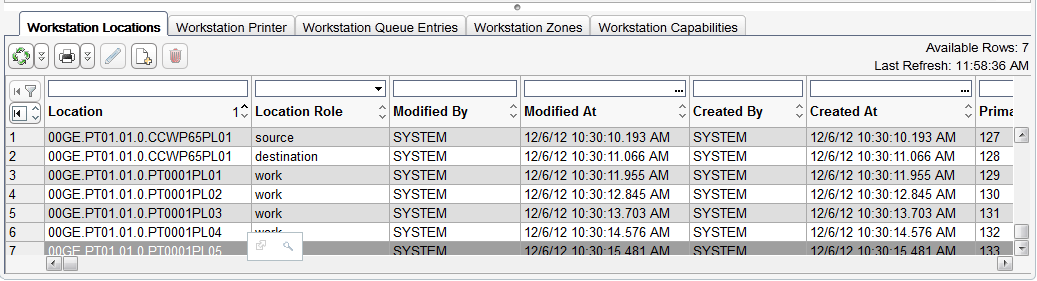 Workstation Locations Workstation Printer Workstation Queue Entries Workstation Zones Workstation Capabilities
Available Rows: 7
Last Refresh: 11:58:36 AM
...  ...
Location 1 Location Role Modified By Modified At Created By Created At Prima
1 00GE.PT01.01.0.CCWP65PL01 source SYSTEM 12/6/12 10:30:10.193 AM SYSTEM 12/6/12 10:30:10.193 AM 127
2 00GE.PT01.01.0.CCWP65PL01 destination SYSTEM 12/6/12 10:30:11.066 AM SYSTEM 12/6/12 10:30:11.066 AM 128
3 00GE.PT01.01.0.PT0001PL01 work SYSTEM 12/6/12 10:30:11.955 AM SYSTEM 12/6/12 10:30:11.955 AM 129
4 00GE.PT01.01.0.PT0001PL02 work SYSTEM 12/6/12 10:30:12.845 AM SYSTEM 12/6/12 10:30:12.845 AM 130
5 00GE.PT01.01.0.PT0001PL03 work SYSTEM 12/6/12 10:30:13.703 AM SYSTEM 12/6/12 10:30:13.703 AM 131
6 00GE.PT01.01.0.PT0001PL04 work SYSTEM 12/6/12 10:30:14.576 AM SYSTEM 12/6/12 10:30:14.576 AM 132
7 00GE.PT01.01.0.PT0001PL05 SYSTEM 12/6/12 10:30:15.481 AM SYSTEM 12/6/12 10:30:15.481 AM 133